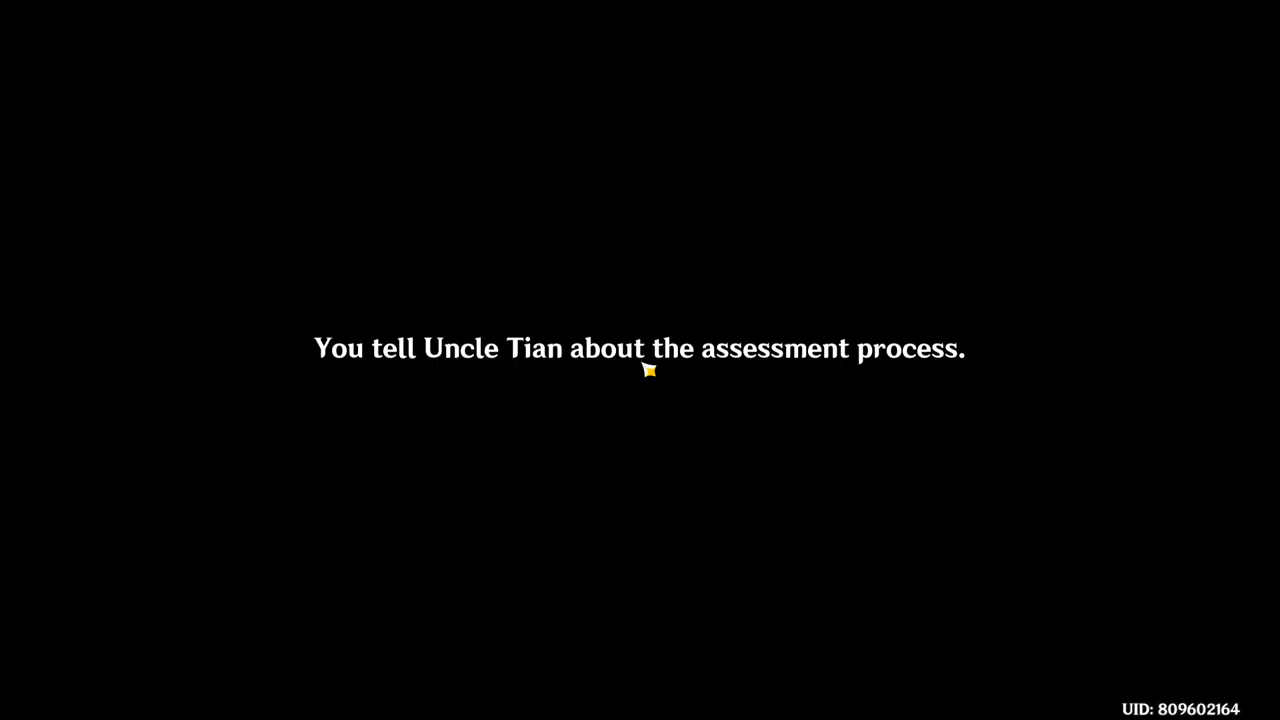 You tell Uncle Tian about the assessment process.
UID: 809602164